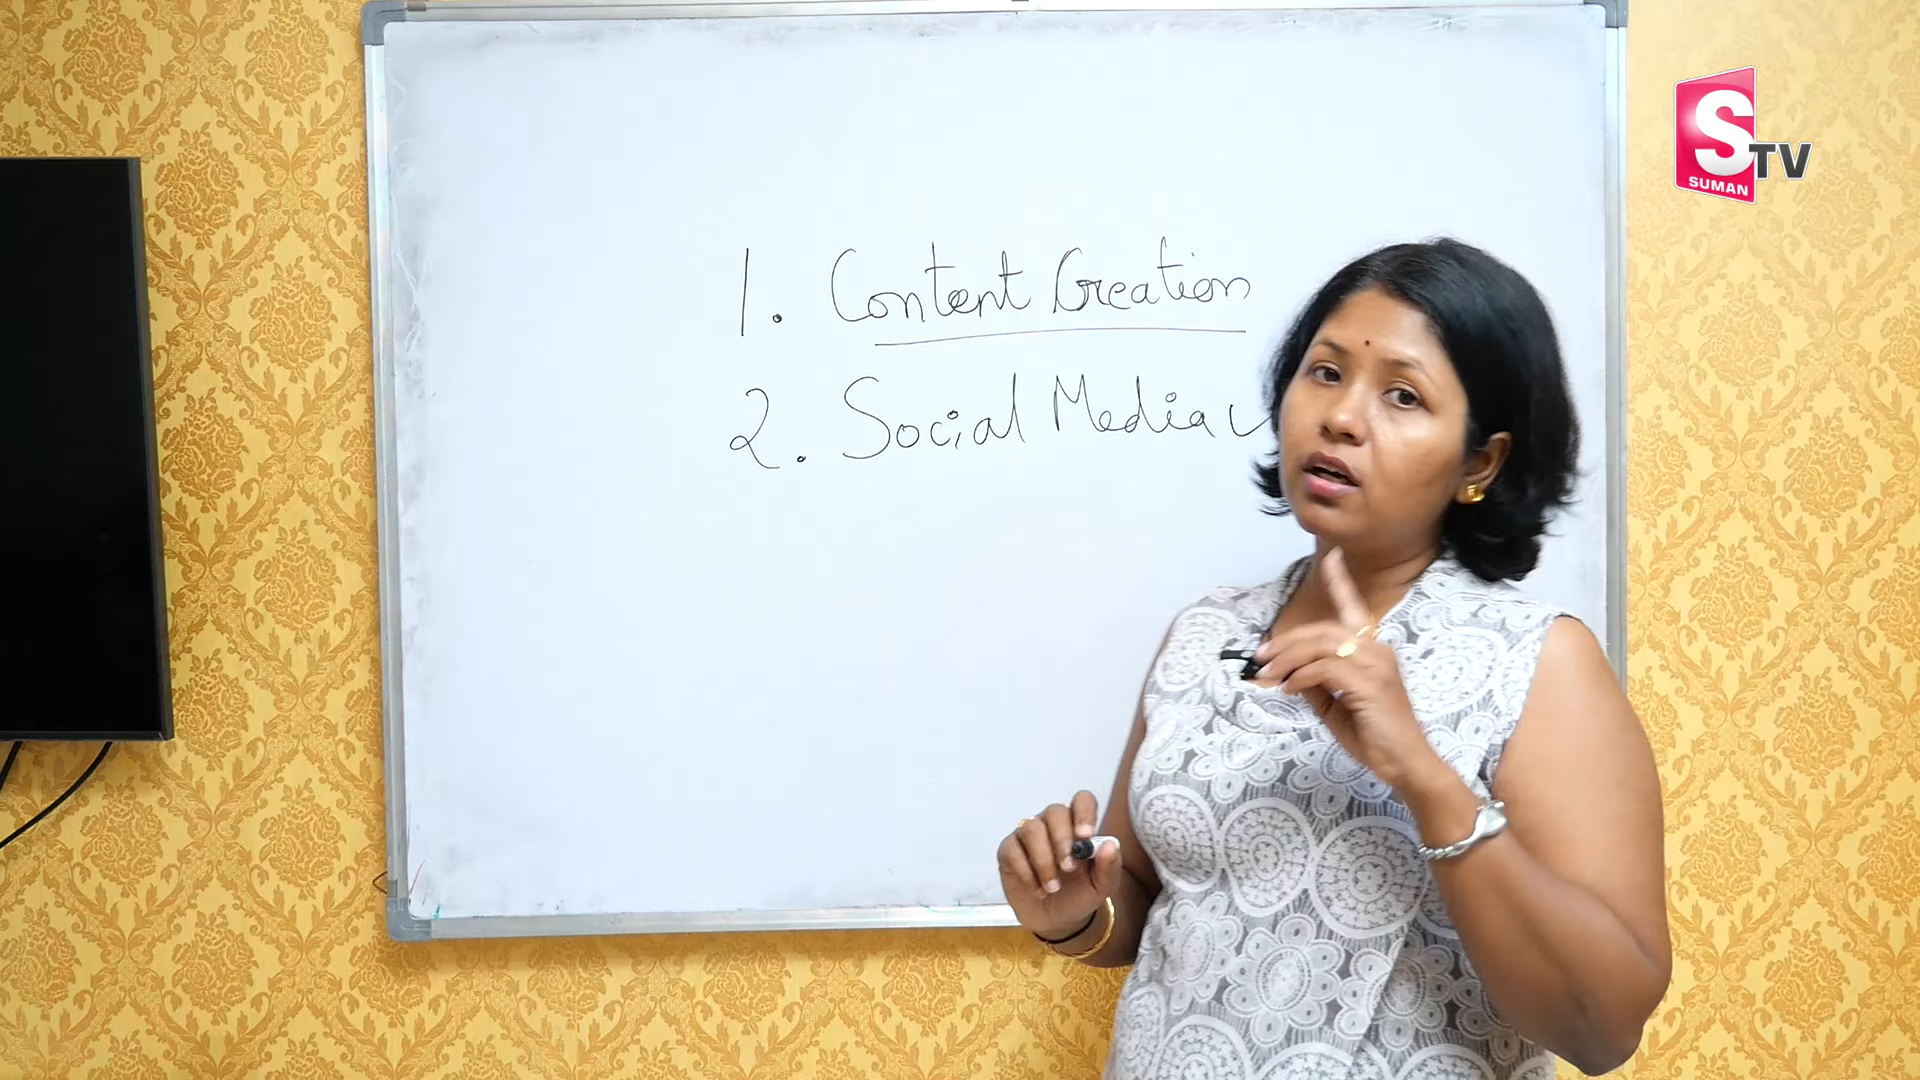 1. Content Creation
2. Social Media
S TV
SUMAN